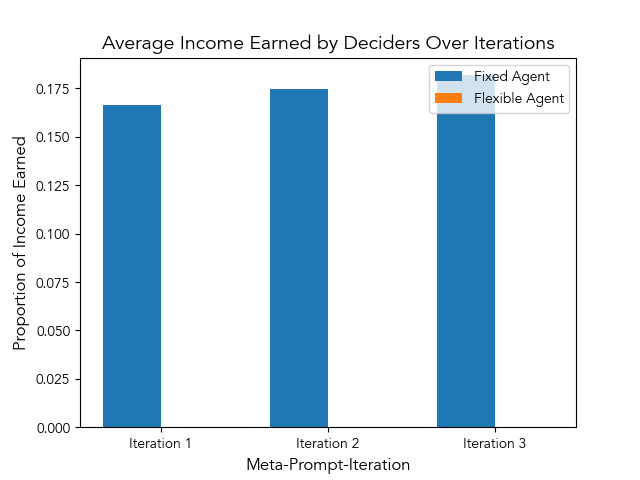 Average Income Earned by Deciders Over Iterations
Fixed Agent
Flexible Agent
Proportion of Income Earned
0.175
0.150
0.125
0.100
0.075
0.050
0.025
0.000
Iteration 1
Iteration 2
Iteration 3
Meta-Prompt-Iteration